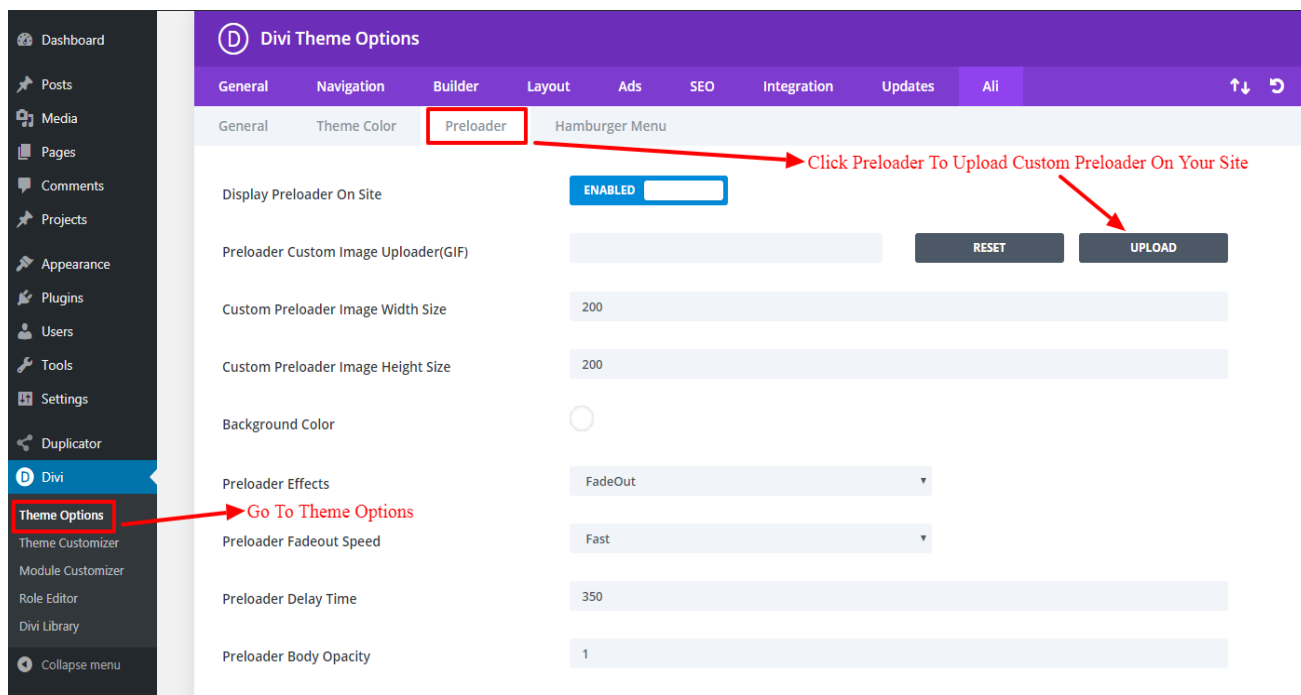 Dashboard
Posts
Media
Pages
Comments
Projects
Appearance
Plugins
Users
Tools
Settings
Duplicator
D Divi
Theme Options
Theme Customizer
Module Customizer
Role Editor
Divi Library
Collapse menu
D Divi Theme Options
General Navigation Builder Layout Ads SEO Integration Updates Ali
General Theme Color Preloader Hamburger Menu
Click Preloader To Upload Custom Preloader On Your Site
Display Preloader On Site ENABLED
Preloader Custom Image Uploader(GIF) RESET UPLOAD
Custom Preloader Image Width Size 200
Custom Preloader Image Height Size 200
Background Color
Preloader Effects FadeOut
Go To Theme Options
Preloader Fadeout Speed Fast
Preloader Delay Time 350
Preloader Body Opacity 1